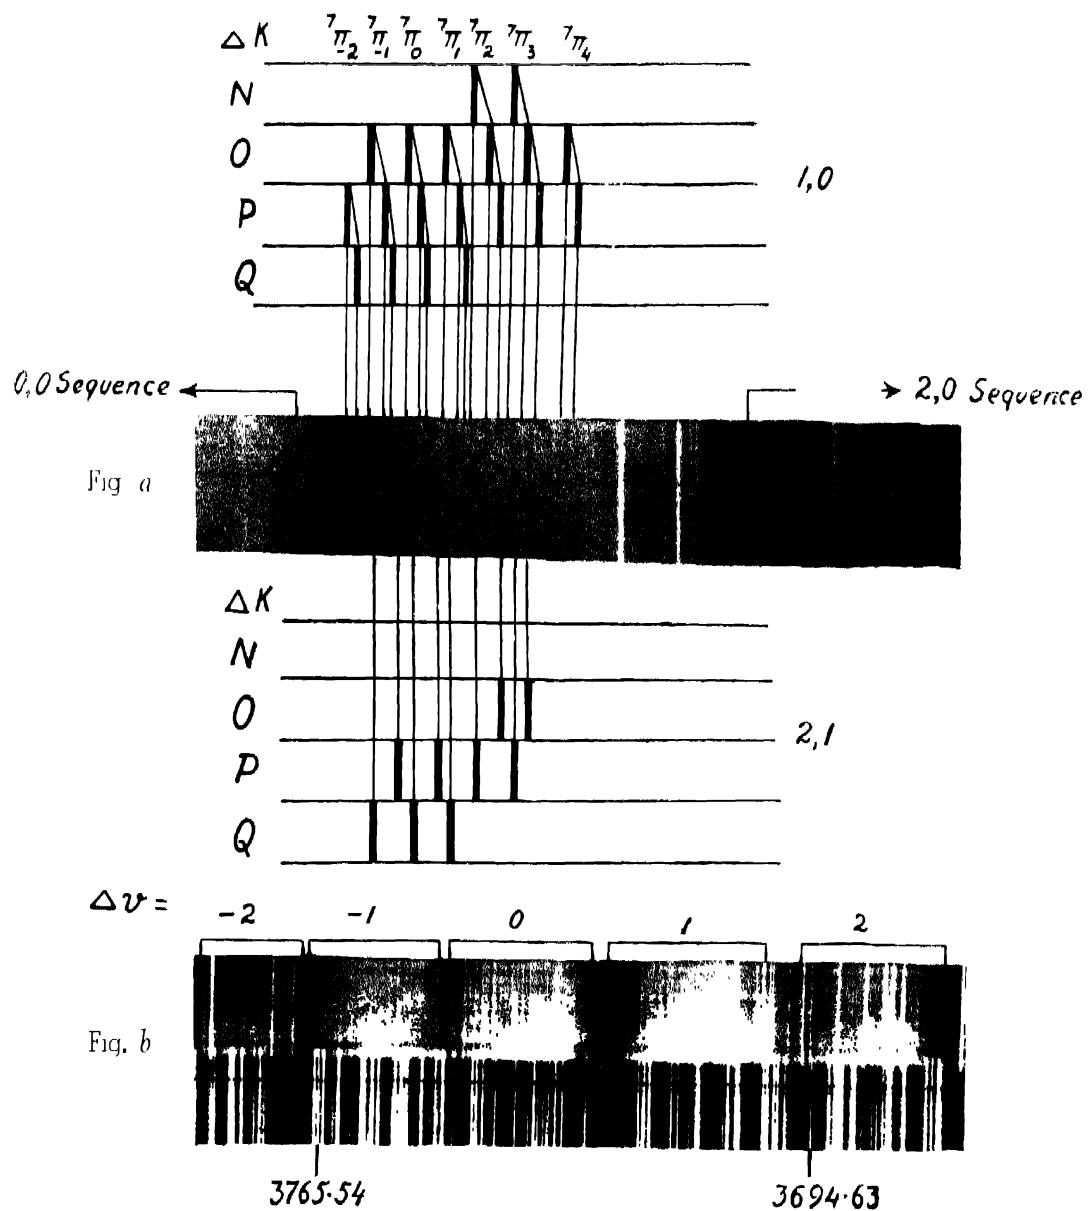 ΔK ⁷π₋₂ ⁷π₋₁ ⁷π₀ ⁷π₁ ⁷π₂ ⁷π₃ ⁷π₄
N
O
1,0
P
Q
0,0 Sequence
2,0 Sequence
Fig a
ΔK
N
O
2,1
P
Q
Δv = -2 -1 0 1 2
Fig. b
3765·54 3694·63